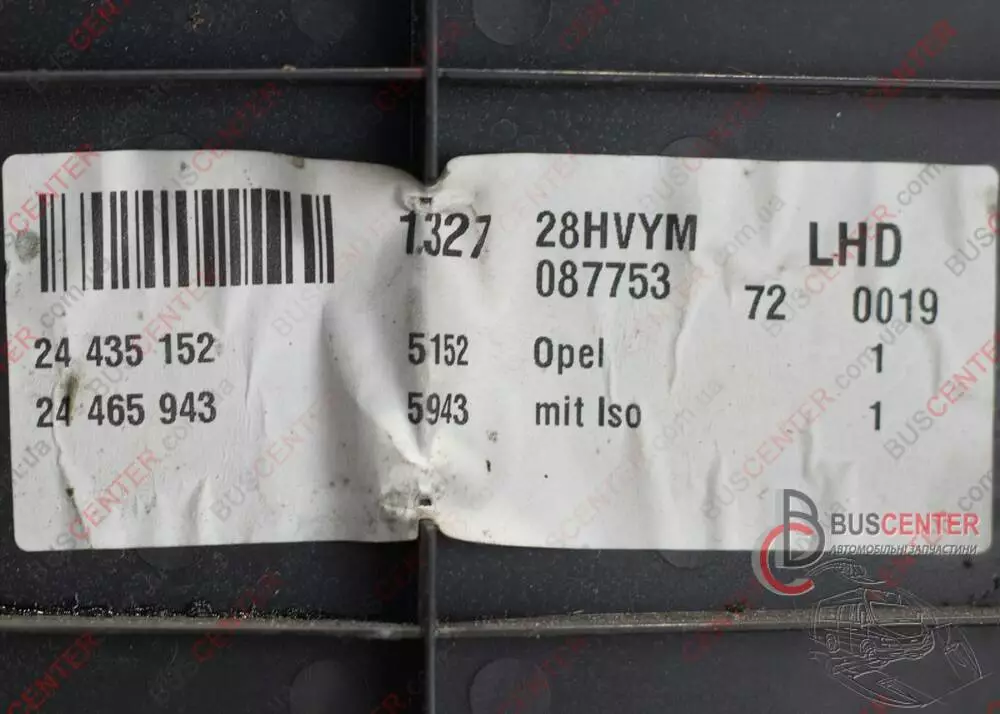 1327 28HVYM LHD
087753 72 0019
24 435 152 5152 Opel 1
24 465 943 5943 mit Iso 1
BUSCENTER
АВТОМОБІЛЬНІ ЗАПЧАСТИНИ